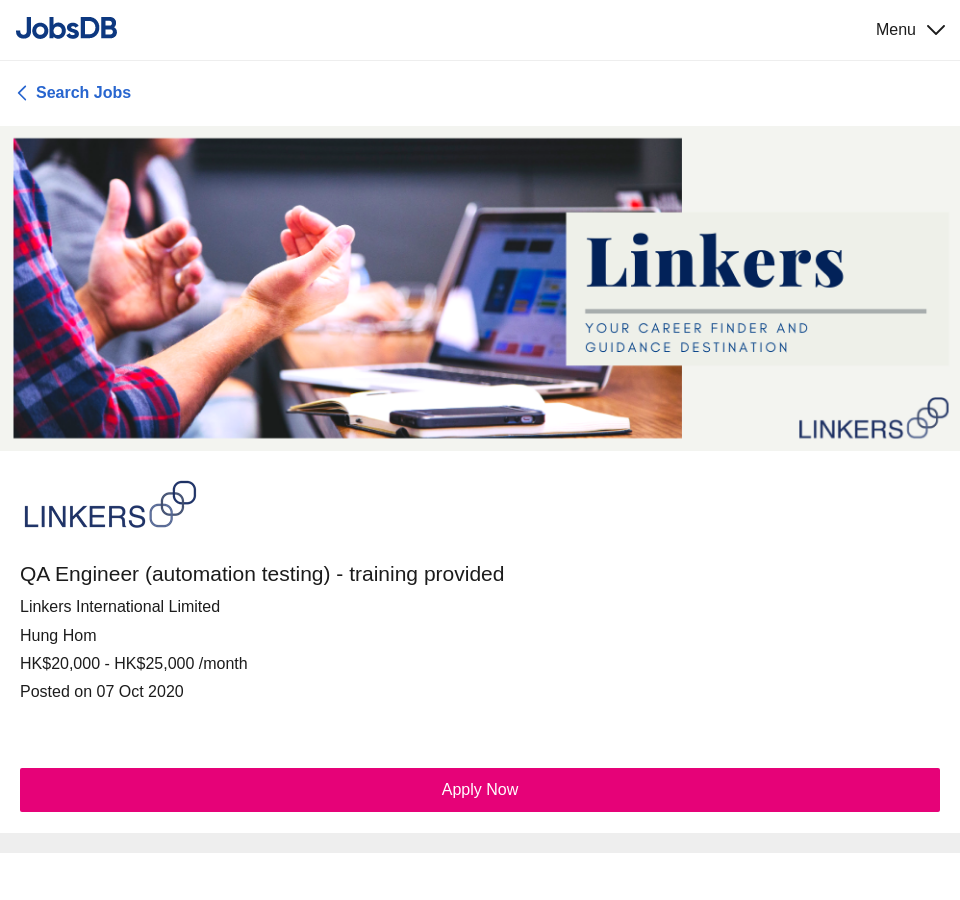 JobsDB
Menu
Search Jobs
Linkers
YOUR CAREER FINDER AND
GUIDANCE DESTINATION
LINKERS
LINKERS
QA Engineer (automation testing) - training provided
Linkers International Limited
Hung Hom
HK$20,000 - HK$25,000 /month
Posted on 07 Oct 2020
Apply Now